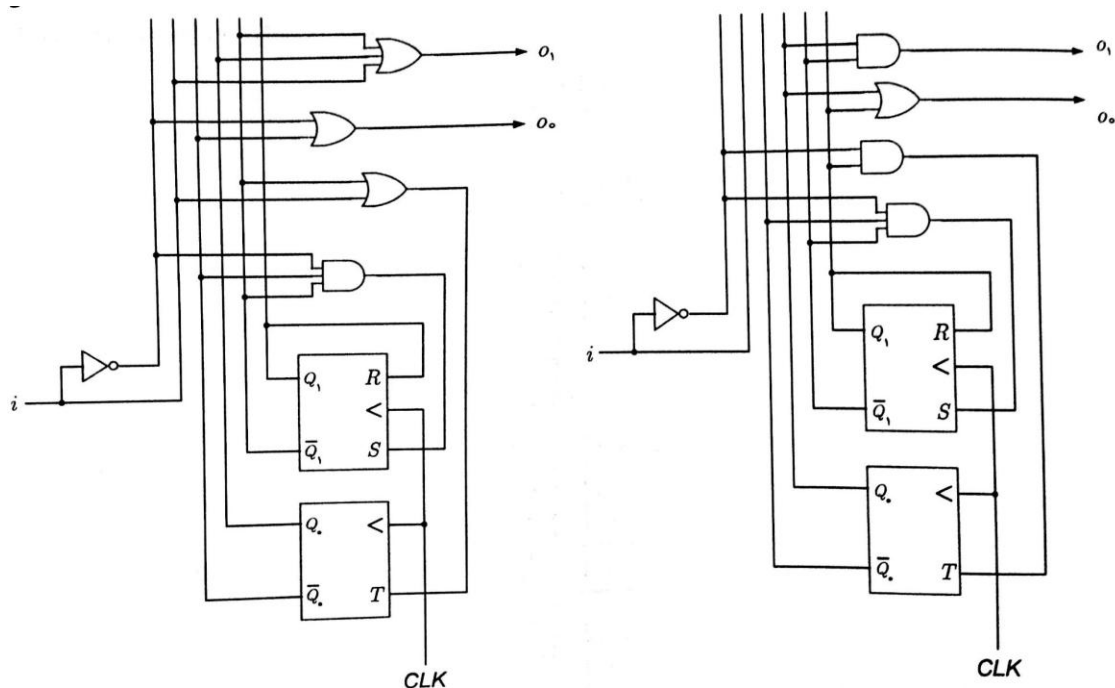 O₁
O₀
i
Q₁ R
<
Q̅₁ S
Q₀ <
Q̅₀ T
CLK
O₁
O₀
i
Q₁ R
<
Q̅₁ S
Q₀ <
Q̅₀ T
CLK